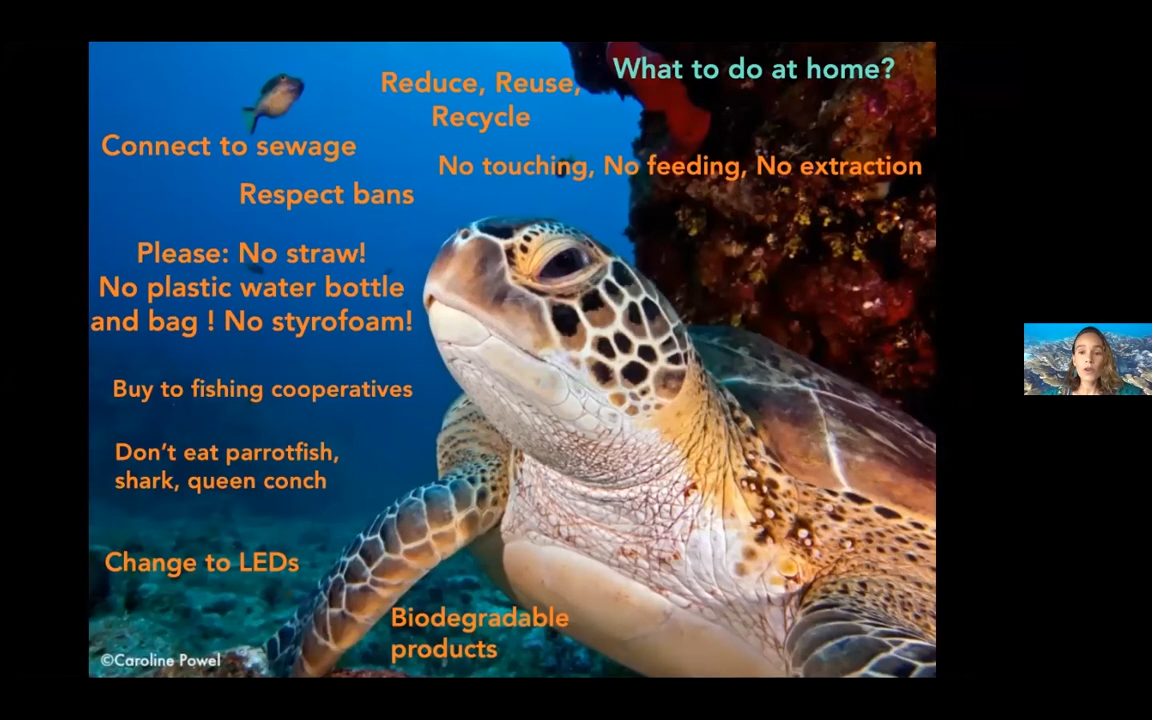 What to do at home?
Reduce, Reuse,
Recycle
Connect to sewage
No touching, No feeding, No extraction
Respect bans
Please: No straw!
No plastic water bottle
and bag ! No styrofoam!
Buy to fishing cooperatives
Don’t eat parrotfish,
shark, queen conch
Change to LEDs
Biodegradable
products
©Caroline Powel